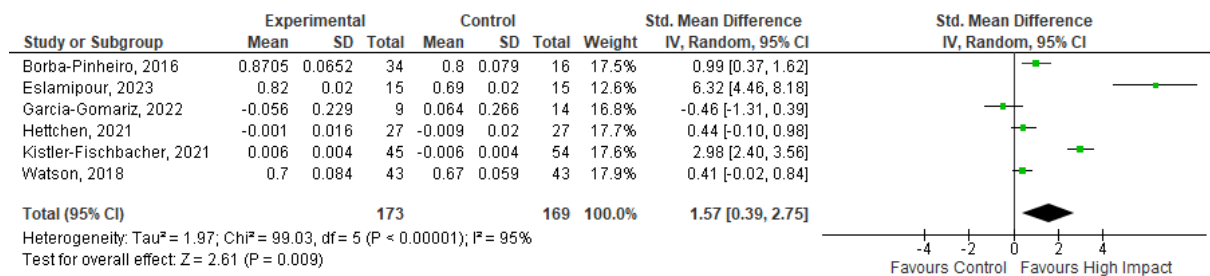 Experimental Control Std. Mean Difference Std. Mean Difference
Study or Subgroup Mean SD Total Mean SD Total Weight IV, Random, 95% CI IV, Random, 95% CI
Borba-Pinheiro, 2016 0.8705 0.0652 34 0.8 0.079 16 17.5% 0.99 [0.37, 1.62]
Eslamipour, 2023 0.82 0.02 15 0.69 0.02 15 12.6% 6.32 [4.46, 8.18]
Garcia-Gomariz, 2022 -0.056 0.229 9 0.064 0.266 14 16.8% -0.46 [-1.31, 0.39]
Hettchen, 2021 -0.001 0.016 27 -0.009 0.02 27 17.7% 0.44 [-0.10, 0.98]
Kistler-Fischbacher, 2021 0.006 0.004 45 -0.006 0.004 54 17.6% 2.98 [2.40, 3.56]
Watson, 2018 0.7 0.084 43 0.67 0.059 43 17.9% 0.41 [-0.02, 0.84]
Total (95% CI) 173 169 100.0% 1.57 [0.39, 2.75]
Heterogeneity: Tau² = 1.97; Chi² = 99.03, df = 5 (P < 0.00001); I² = 95%
Test for overall effect: Z = 2.61 (P = 0.009)
-4 -2 0 2 4
Favours Control Favours High Impact